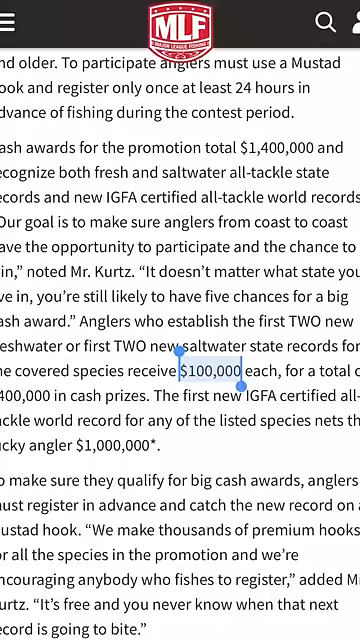 MLF
MAJOR LEAGUE FISHING
nd older. To participate anglers must use a Mustad
ook and register only once at least 24 hours in
dvance of fishing during the contest period.
ash awards for the promotion total $1,400,000 and
ecognize both fresh and saltwater all-tackle state
ecords and new IGFA certified all-tackle world records
Our goal is to make sure anglers from coast to coast
ave the opportunity to participate and the chance to
in,” noted Mr. Kurtz. “It doesn’t matter what state you
ve in, you’re still likely to have five chances for a big
ash award.” Anglers who establish the first TWO new
reshwater or first TWO new saltwater state records for
he covered species receive $100,000 each, for a total o
400,000 in cash prizes. The first new IGFA certified all-
ackle world record for any of the listed species nets th
ucky angler $1,000,000*.
o make sure they qualify for big cash awards, anglers
must register in advance and catch the new record on a
Mustad hook. “We make thousands of premium hooks
or all the species in the promotion and we’re
ncouraging anybody who fishes to register,” added Mr
urtz. “It’s free and you never know when that next
ecord is going to bite.”